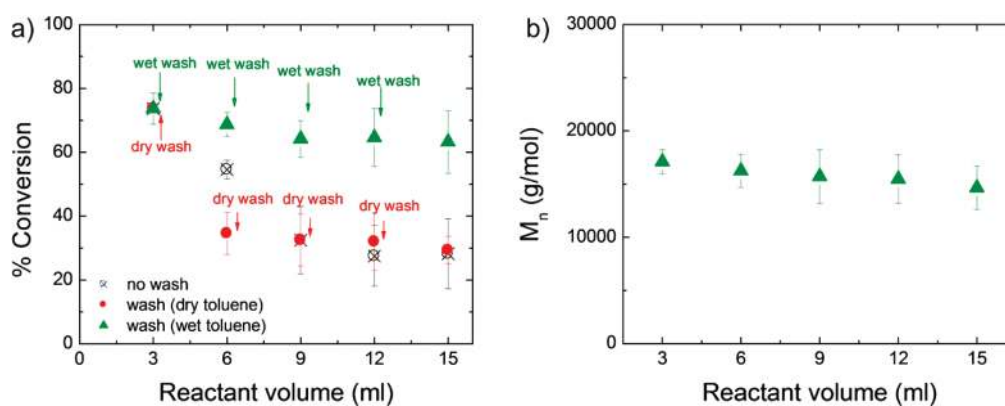 a)
% Conversion
100
80
60
40
20
0
wet wash
wet wash
wet wash
wet wash
dry wash
dry wash
dry wash
dry wash
no wash
wash (dry toluene)
wash (wet toluene)
0 3 6 9 12 15
Reactant volume (ml)
b)
Mn (g/mol)
30000
20000
10000
0
3 6 9 12 15
Reactant volume (ml)